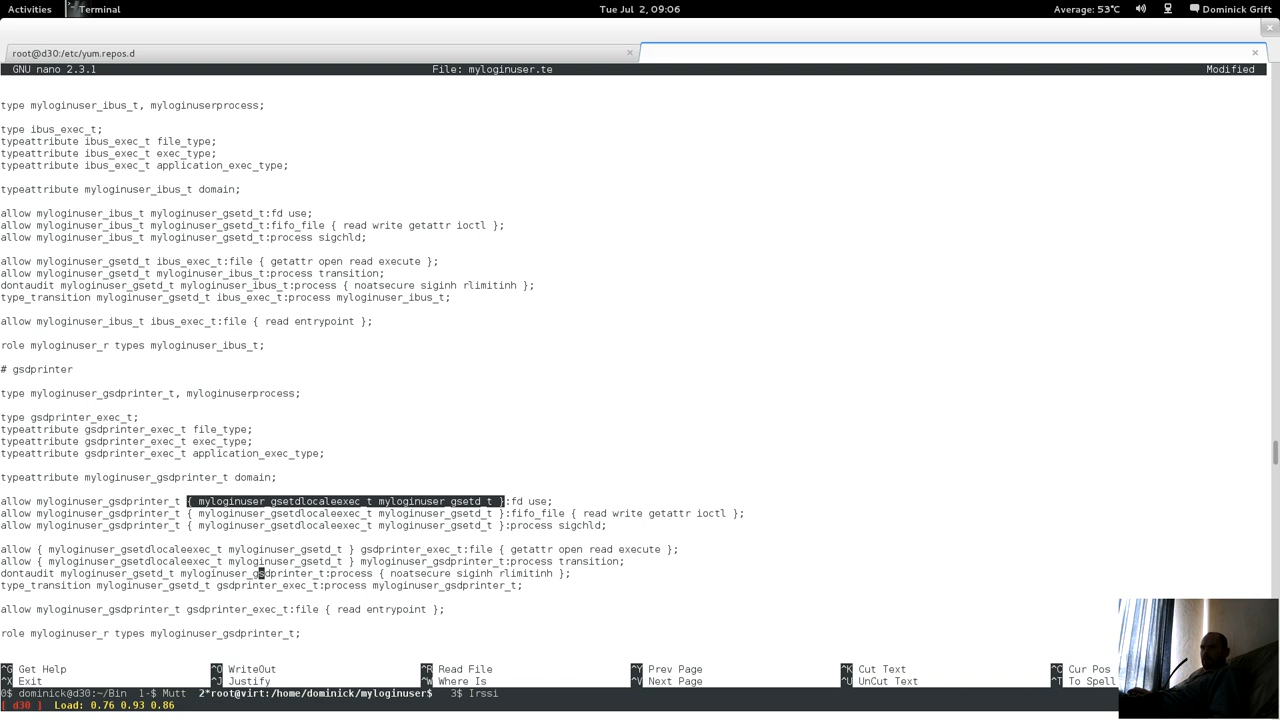 Activities Terminal Tue Jul 2, 09:06 Average: 53°C Dominick Grift
root@d30:/etc/yum.repos.d
GNU nano 2.3.1 File: myloginuser.te Modified
type myloginuser_ibus_t, myloginuserprocess;
type ibus_exec_t;
typeattribute ibus_exec_t file_type;
typeattribute ibus_exec_t exec_type;
typeattribute ibus_exec_t application_exec_type;
typeattribute myloginuser_ibus_t domain;
allow myloginuser_ibus_t myloginuser_gsetd_t:fd use;
allow myloginuser_ibus_t myloginuser_gsetd_t:fifo_file { read write getattr ioctl };
allow myloginuser_ibus_t myloginuser_gsetd_t:process sigchld;
allow myloginuser_gsetd_t ibus_exec_t:file { getattr open read execute };
allow myloginuser_gsetd_t myloginuser_ibus_t:process transition;
dontaudit myloginuser_gsetd_t myloginuser_ibus_t:process { noatsecure siginh rlimitinh };
type_transition myloginuser_gsetd_t ibus_exec_t:process myloginuser_ibus_t;
allow myloginuser_ibus_t ibus_exec_t:file { read entrypoint };
role myloginuser_r types myloginuser_ibus_t;
# gsdprinter
type myloginuser_gsdprinter_t, myloginuserprocess;
type gsdprinter_exec_t;
typeattribute gsdprinter_exec_t file_type;
typeattribute gsdprinter_exec_t exec_type;
typeattribute gsdprinter_exec_t application_exec_type;
typeattribute myloginuser_gsdprinter_t domain;
allow myloginuser_gsdprinter_t { myloginuser_gsetdlocaleexec_t myloginuser_gsetd_t }:fd use;
allow myloginuser_gsdprinter_t { myloginuser_gsetdlocaleexec_t myloginuser_gsetd_t }:fifo_file { read write getattr ioctl };
allow myloginuser_gsdprinter_t { myloginuser_gsetdlocaleexec_t myloginuser_gsetd_t }:process sigchld;
allow { myloginuser_gsetdlocaleexec_t myloginuser_gsetd_t } gsdprinter_exec_t:file { getattr open read execute };
allow { myloginuser_gsetdlocaleexec_t myloginuser_gsetd_t } myloginuser_gsdprinter_t:process transition;
dontaudit myloginuser_gsetd_t myloginuser_gsdprinter_t:process { noatsecure siginh rlimitinh };
type_transition myloginuser_gsetd_t gsdprinter_exec_t:process myloginuser_gsdprinter_t;
allow myloginuser_gsdprinter_t gsdprinter_exec_t:file { read entrypoint };
role myloginuser_r types myloginuser_gsdprinter_t;
^G Get Help ^O WriteOut ^R Read File ^Y Prev Page ^K Cut Text ^C Cur Pos
^X Exit ^J Justify ^W Where Is ^V Next Page ^U UnCut Text ^T To Spell
0$ dominick@d30:~/Bin 1-$ Mutt 2*root@virt:/home/dominick/myloginuser$ 3$ Irssi
[ d30 ] Load: 0.76 0.93 0.86